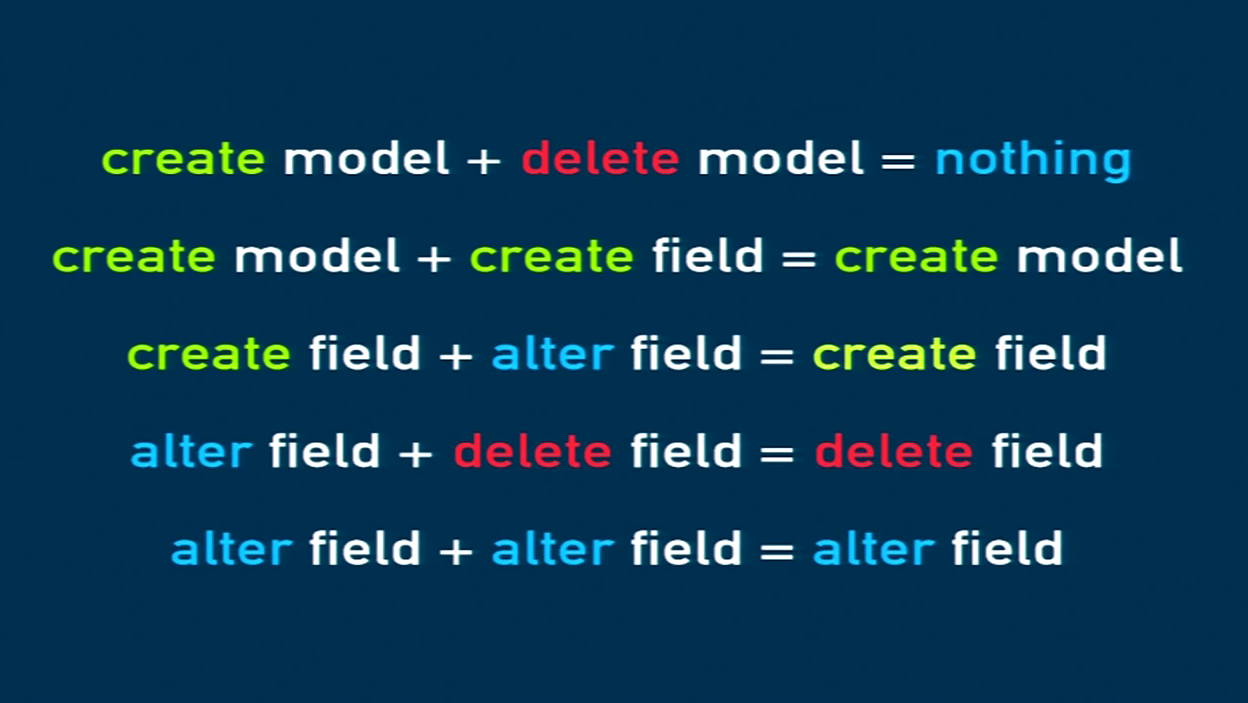 create model + delete model = nothing
create model + create field = create model
create field + alter field = create field
alter field + delete field = delete field
alter field + alter field = alter field